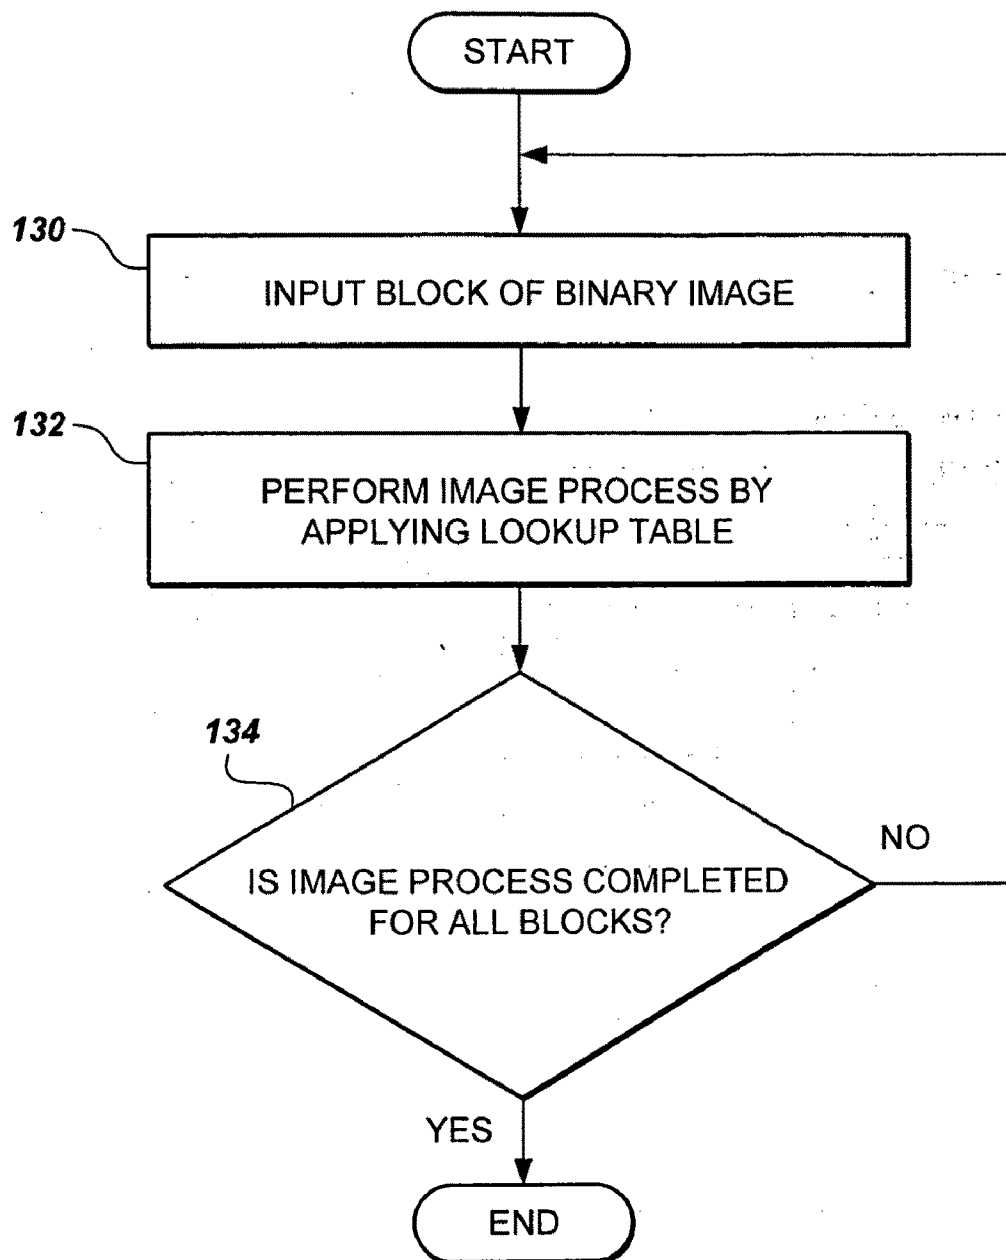 START
130
INPUT BLOCK OF BINARY IMAGE
132
PERFORM IMAGE PROCESS BY
APPLYING LOOKUP TABLE
134
IS IMAGE PROCESS COMPLETED
FOR ALL BLOCKS?
NO
YES
END